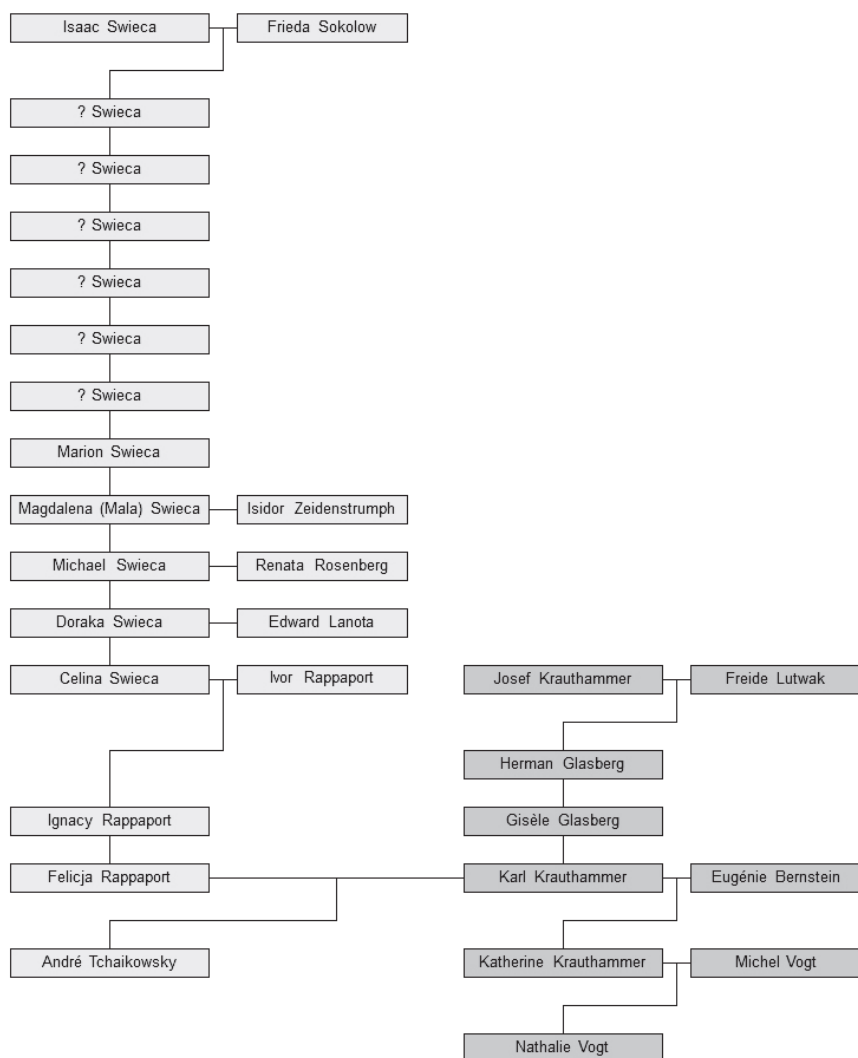 Isaac Swieca
Frieda Sokolow
? Swieca
? Swieca
? Swieca
? Swieca
? Swieca
? Swieca
Marion Swieca
Magdalena (Mala) Swieca
Isidor Zeidenstrumph
Michael Swieca
Renata Rosenberg
Doraka Swieca
Edward Lanota
Celina Swieca
Ivor Rappaport
Josef Krauthammer
Freide Lutwak
Herman Glasberg
Ignacy Rappaport
Gisèle Glasberg
Felicja Rappaport
Karl Krauthammer
Eugénie Bernstein
André Tchaikowsky
Katherine Krauthammer
Michel Vogt
Nathalie Vogt